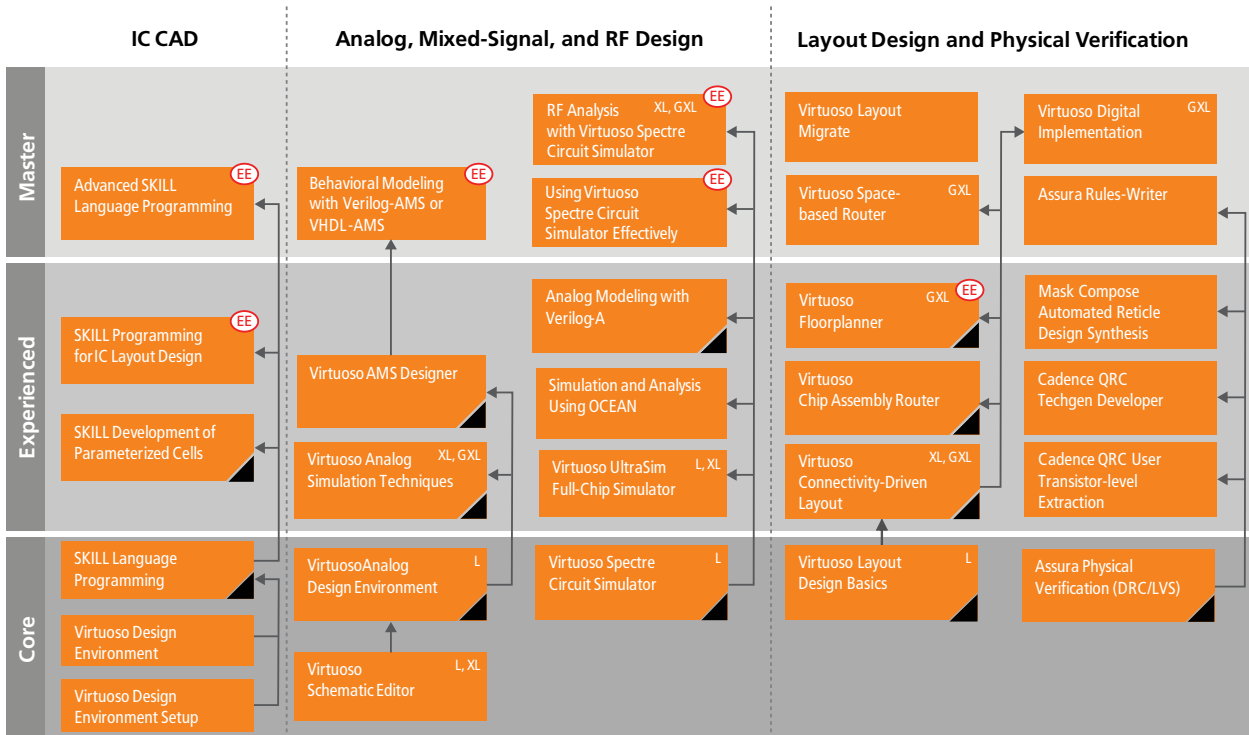 IC CAD
Analog, Mixed-Signal, and RF Design
Layout Design and Physical Verification
Master
Advanced SKILL
Language Programming
EE
Behavioral Modeling
with Verilog-AMS or
VHDL-AMS
EE
RF Analysis
with Virtuoso Spectre
Circuit Simulator
XL, GXL
EE
Using Virtuoso
Spectre Circuit
Simulator Effectively
EE
Virtuoso Layout
Migrate
Virtuoso Space-
based Router
GXL
Virtuoso Digital
Implementation
GXL
Assura Rules-Writer
Experienced
SKILL Programming
for IC Layout Design
EE
SKILL Development of
Parameterized Cells
Virtuoso AMS Designer
Virtuoso Analog
Simulation Techniques
XL, GXL
Analog Modeling with
Verilog-A
Simulation and Analysis
Using OCEAN
Virtuoso UltraSim
Full-Chip Simulator
L, XL
Virtuoso
Floorplanner
GXL
EE
Virtuoso
Chip Assembly Router
Virtuoso
Connectivity-Driven
Layout
XL, GXL
Mask Compose
Automated Reticle
Design Synthesis
Cadence QRC
Techgen Developer
Cadence QRC User
Transistor-level
Extraction
Core
SKILL Language
Programming
Virtuoso Design
Environment
Virtuoso Design
Environment Setup
VirtuosoAnalog
Design Environment
L
Virtuoso
Schematic Editor
L, XL
Virtuoso Spectre
Circuit Simulator
L
Virtuoso Layout
Design Basics
L
Assura Physical
Verification (DRC/LVS)